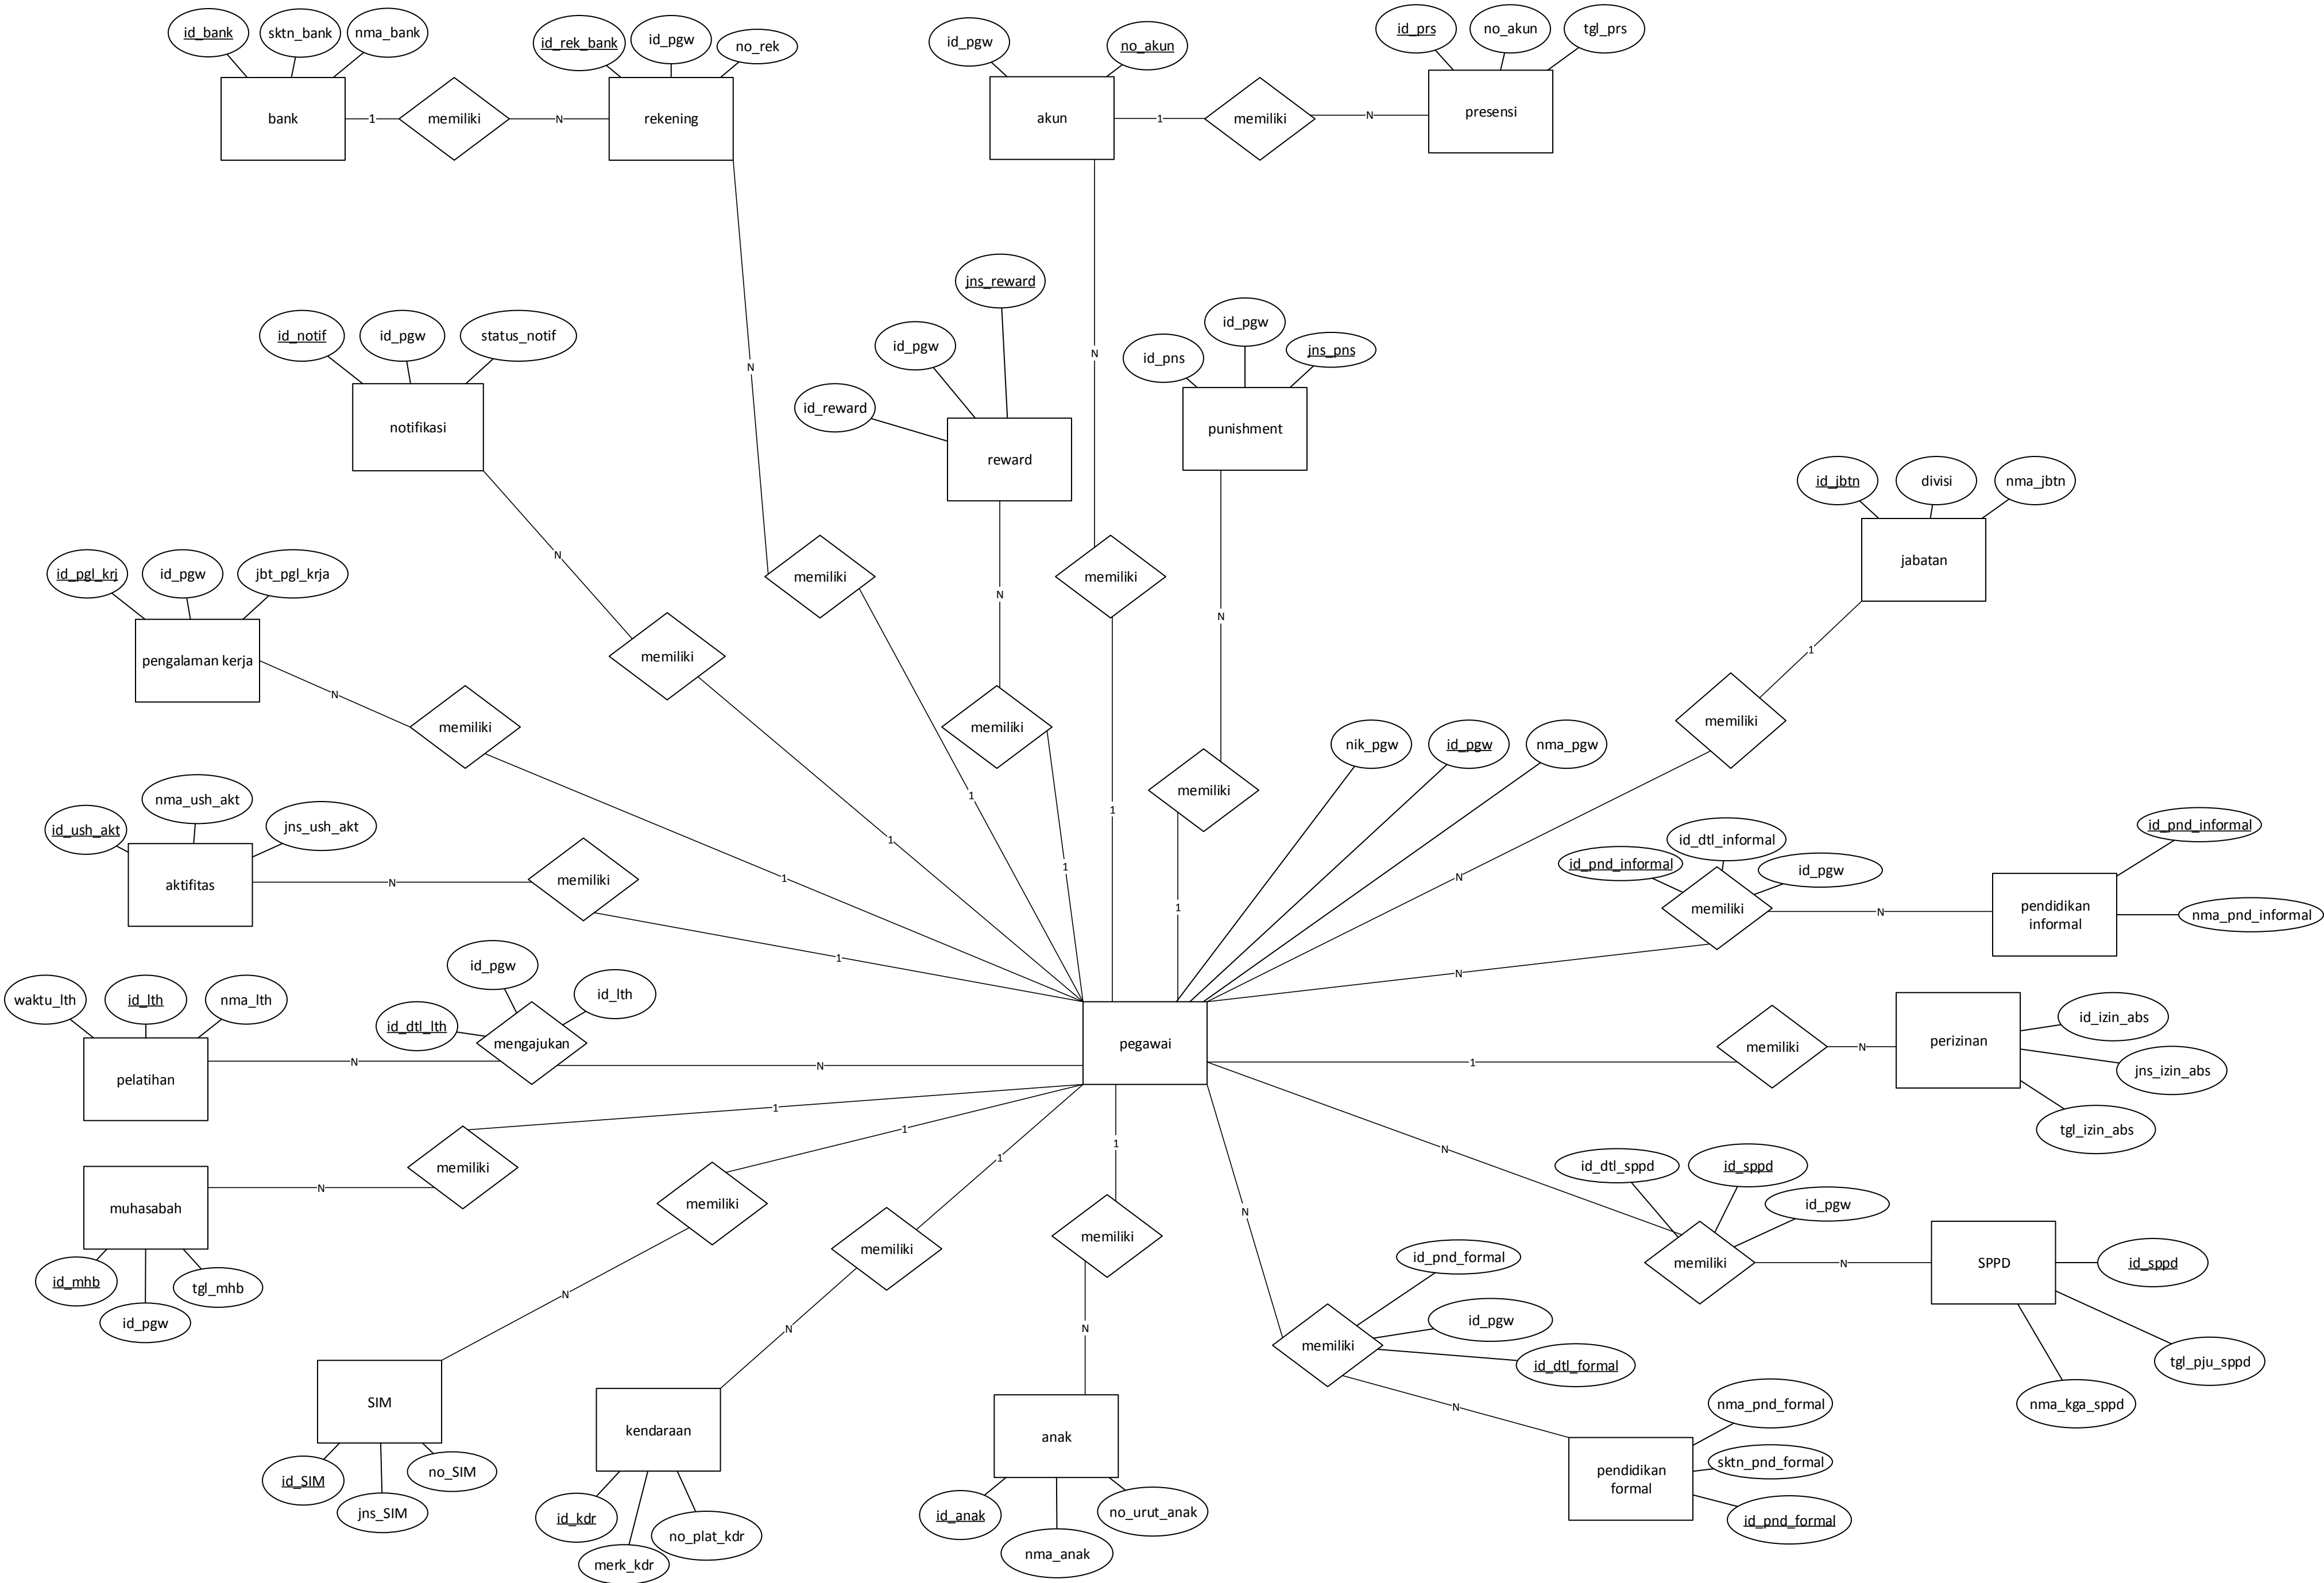 id_bank
sktn_bank
nma_bank
bank
1
memiliki
N
id_rek_bank
id_pgw
no_rek
rekening
id_pgw
no_akun
akun
1
memiliki
N
id_prs
no_akun
tgl_prs
presensi
N
memiliki
1
N
memiliki
1
id_notif
id_pgw
status_notif
notifikasi
N
memiliki
1
jns_reward
id_pgw
id_reward
reward
N
memiliki
1
id_pns
id_pgw
jns_pns
punishment
N
memiliki
1
id_jbtn
divisi
nma_jbtn
jabatan
1
memiliki
N
id_pgl_krj
id_pgw
jbt_pgl_krja
pengalaman kerja
N
memiliki
1
nik_pgw
id_pgw
nma_pgw
pegawai
id_ush_akt
nma_ush_akt
jns_ush_akt
aktifitas
N
memiliki
1
id_pnd_informal
id_dtl_informal
id_pgw
memiliki
N
N
id_pnd_informal
nma_pnd_informal
pendidikan
informal
waktu_lth
id_lth
nma_lth
pelatihan
N
id_dtl_lth
id_pgw
id_lth
mengajukan
N
1
memiliki
N
perizinan
id_izin_abs
jns_izin_abs
tgl_izin_abs
muhasabah
id_mhb
id_pgw
tgl_mhb
N
memiliki
1
N
id_dtl_sppd
id_sppd
id_pgw
memiliki
N
SPPD
id_sppd
tgl_pju_sppd
nma_kga_sppd
1
memiliki
N
SIM
id_SIM
jns_SIM
no_SIM
1
memiliki
N
kendaraan
id_kdr
merk_kdr
no_plat_kdr
1
memiliki
N
anak
id_anak
nma_anak
no_urut_anak
N
memiliki
id_pnd_formal
id_pgw
id_dtl_formal
N
pendidikan
formal
nma_pnd_formal
sktn_pnd_formal
id_pnd_formal